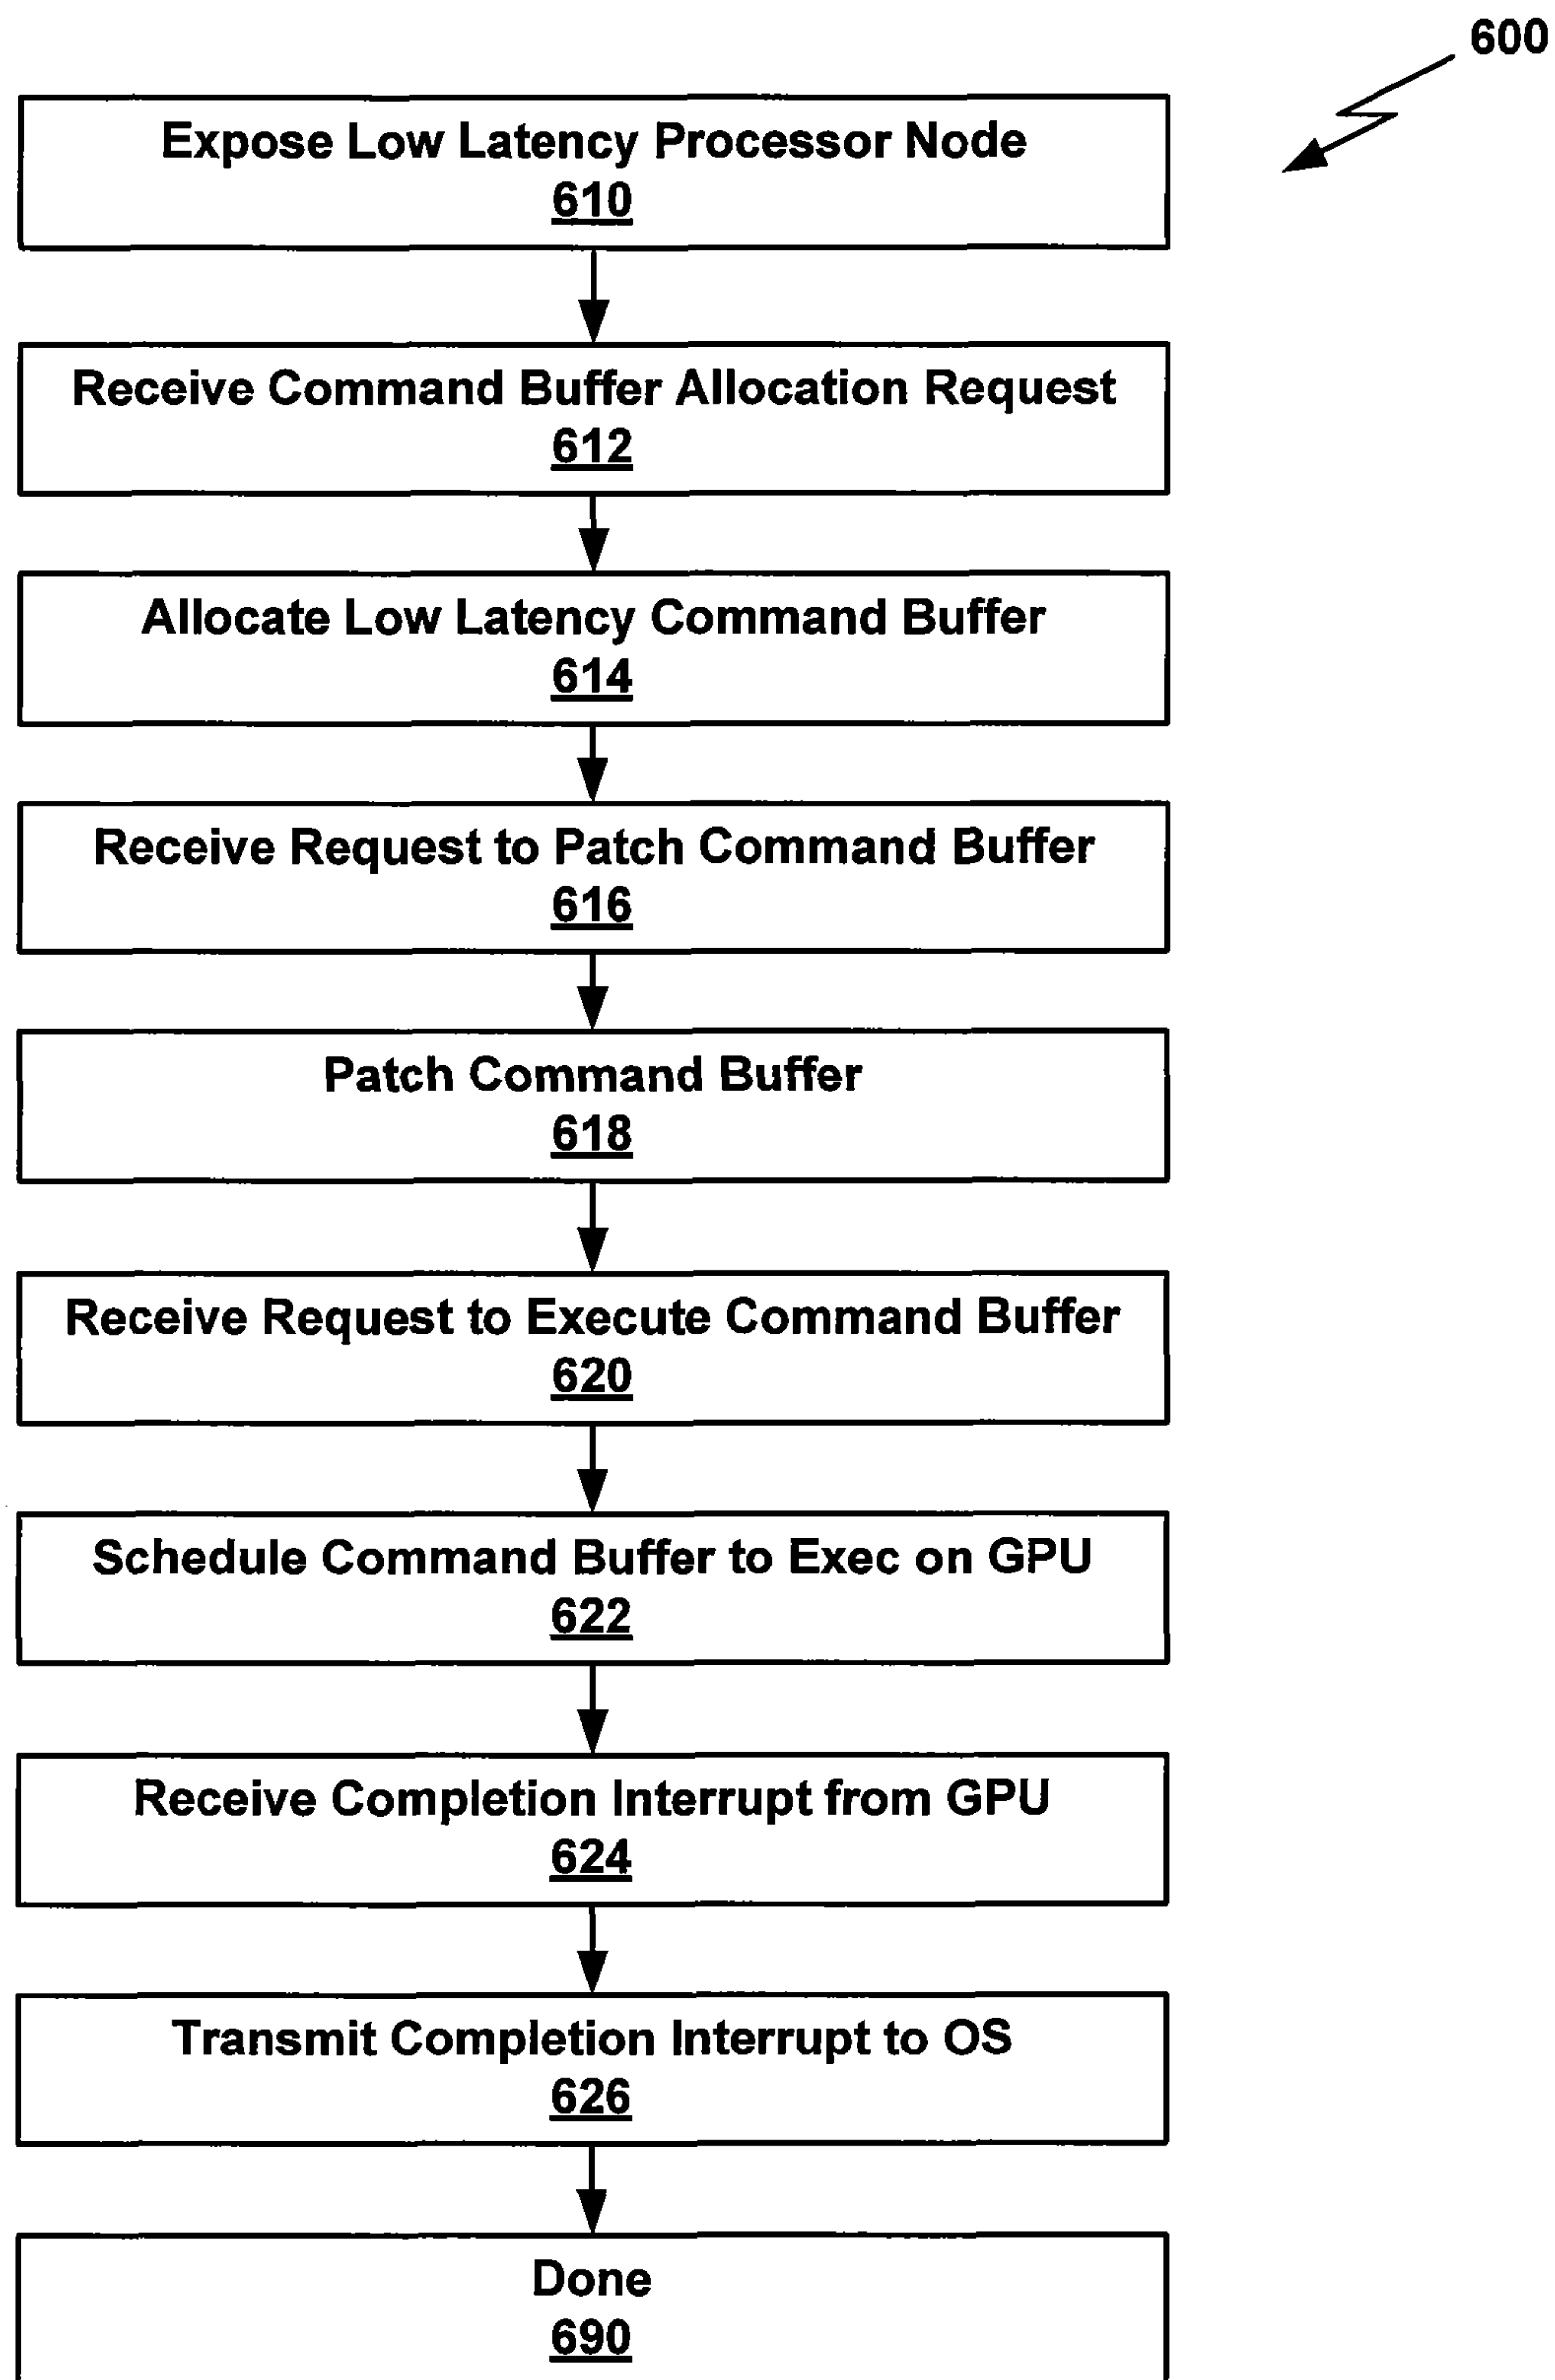 600
Expose Low Latency Processor Node
610
Receive Command Buffer Allocation Request
612
Allocate Low Latency Command Buffer
614
Receive Request to Patch Command Buffer
616
Patch Command Buffer
618
Receive Request to Execute Command Buffer
620
Schedule Command Buffer to Exec on GPU
622
Receive Completion Interrupt from GPU
624
Transmit Completion Interrupt to OS
626
Done
690